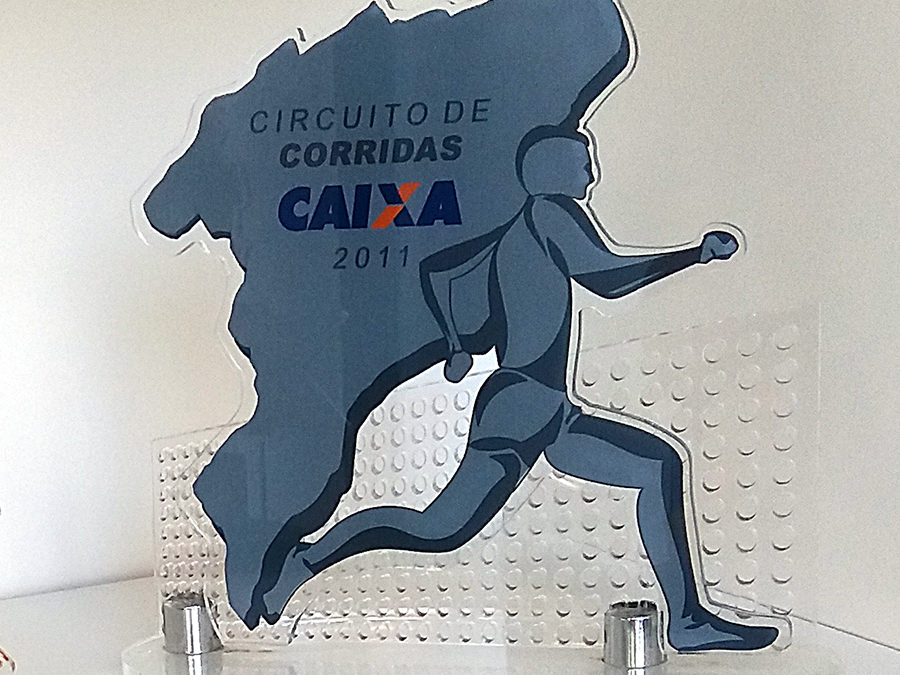 CIRCUITO DE
CORRIDAS
CAIXA
2011